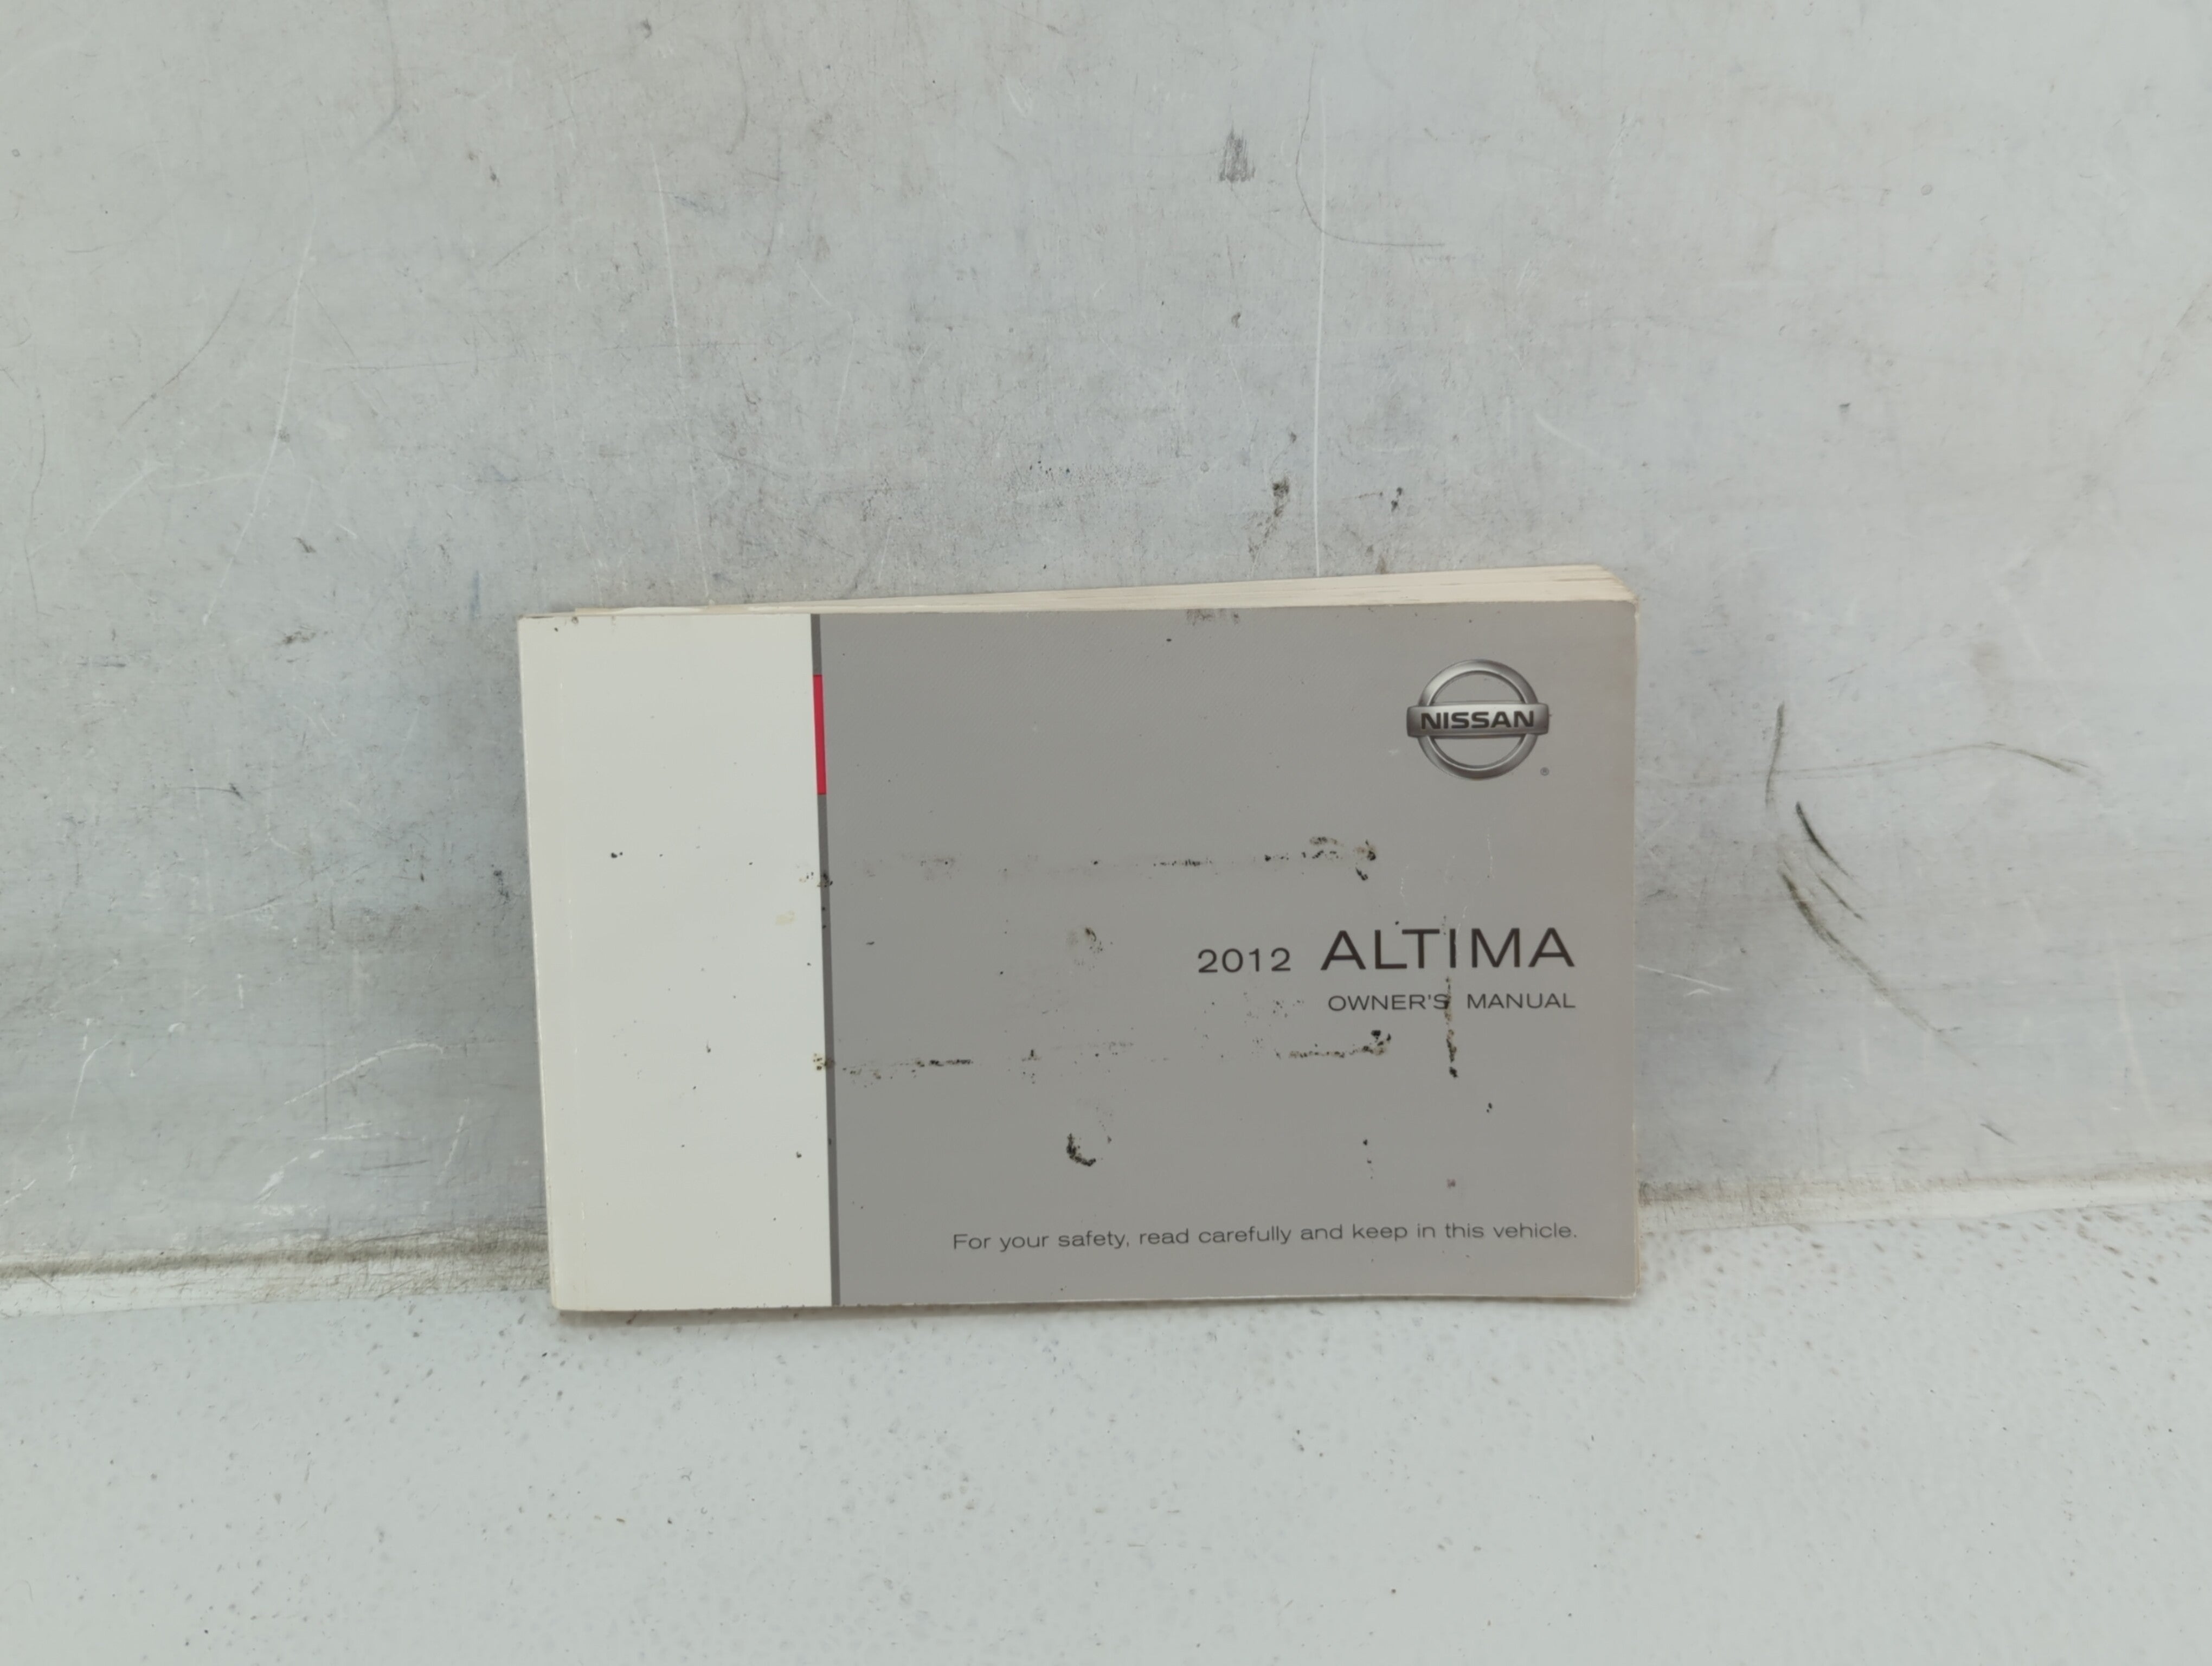 NISSAN
®
2012 ALTIMA
OWNER'S MANUAL
For your safety, read carefully and keep in this vehicle.